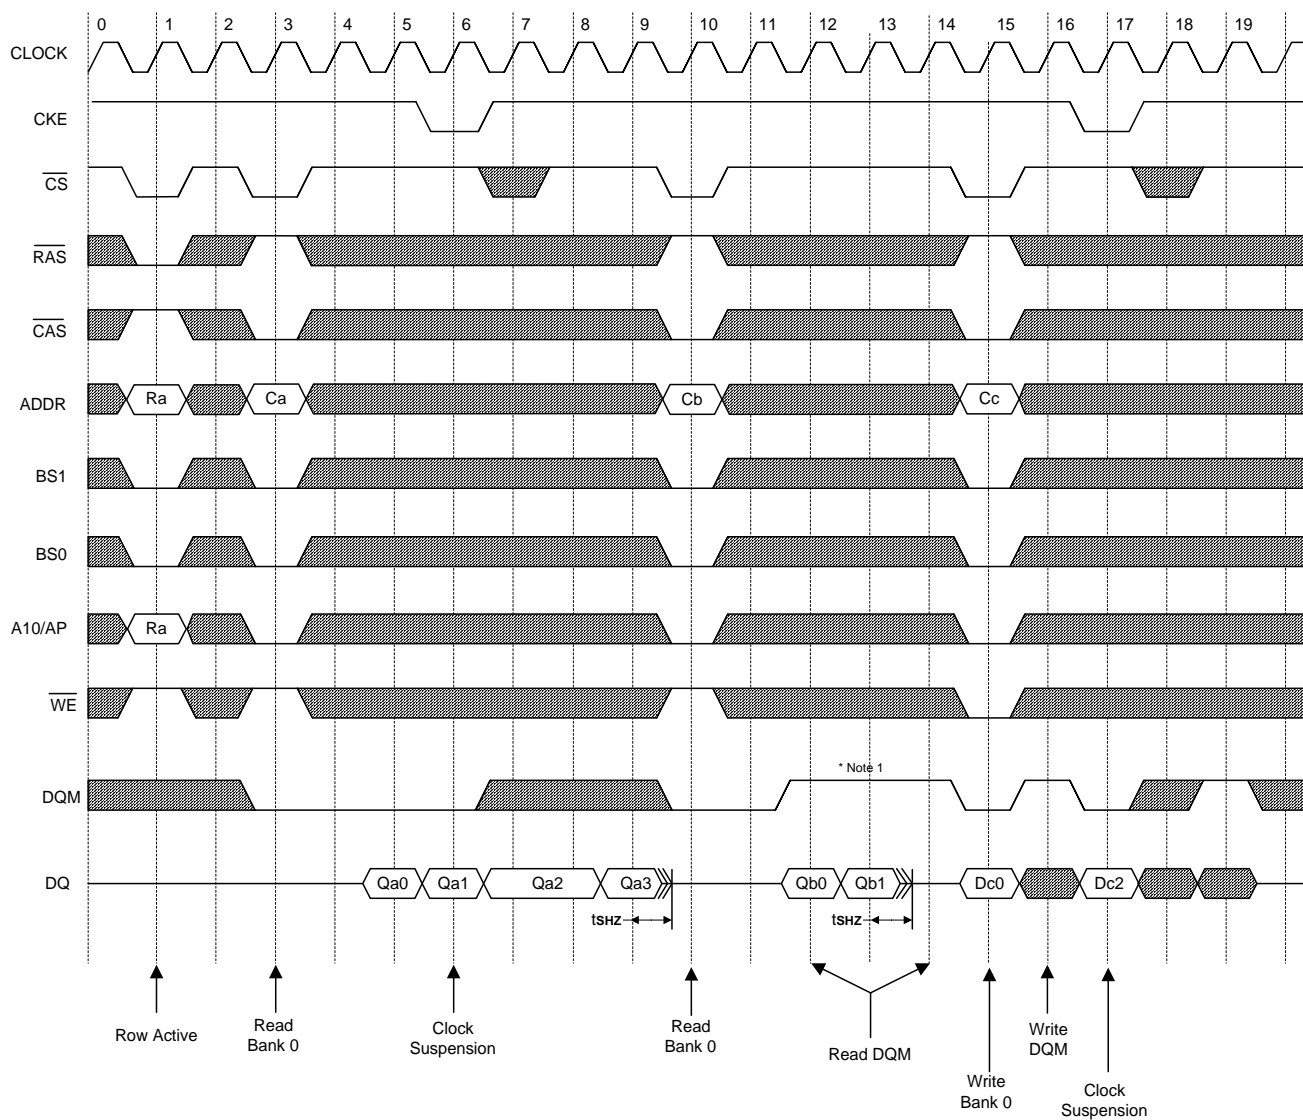 0 1 2 3 4 5 6 7 8 9 10 11 12 13 14 15 16 17 18 19
CLOCK
CKE
CS
RAS
CAS
ADDR Ra Ca Cb Cc
BS1
BS0
A10/AP Ra
WE
* Note 1
DQM
DQ Qa0 Qa1 Qa2 Qa3 Qb0 Qb1 Dc0 Dc2
tSHZ tSHZ
Row Active
Read
Bank 0
Clock
Suspension
Read
Bank 0
Read DQM
Write
Bank 0
Write
DQM
Clock
Suspension